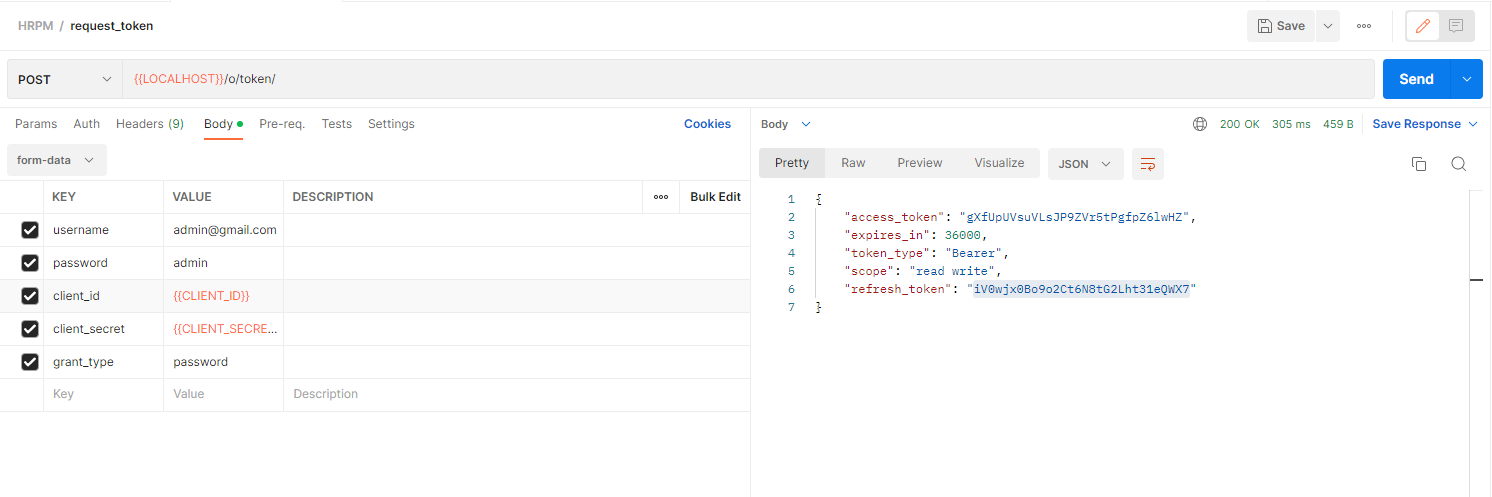 HRPM / request_token
Save
POST
{{LOCALHOST}}/o/token/
Send
Params Auth Headers (9) Body Pre-req. Tests Settings Cookies
form-data
KEY VALUE DESCRIPTION Bulk Edit
username admin@gmail.com
password admin
client_id {{CLIENT_ID}}
client_secret {{CLIENT_SECRE...
grant_type password
Key Value Description
Body 200 OK 305 ms 459 B Save Response
Pretty Raw Preview Visualize JSON
1 {
2 "access_token": "gXfUpUVsuVLsJP9ZVr5tPgfpZ6lwHZ",
3 "expires_in": 36000,
4 "token_type": "Bearer",
5 "scope": "read write",
6 "refresh_token": "iV0wjx0Bo9o2Ct6N8tG2Lht31eQWX7"
7 }